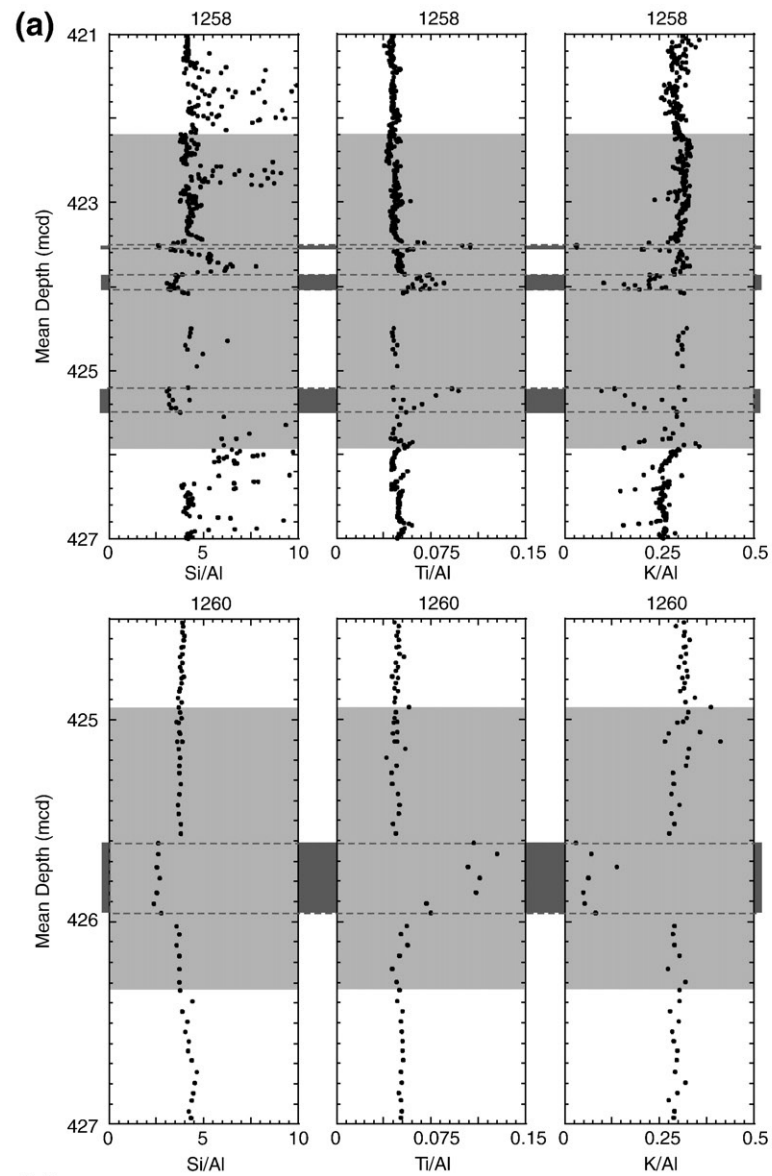 (a)
1258 1258 1258
421
423
425
427
Mean Depth (mcd)
0 5 10 0 0.075 0.15 0 0.25 0.5
Si/Al Ti/Al K/Al
1260 1260 1260
425
426
427
Mean Depth (mcd)
0 5 10 0 0.075 0.15 0 0.25 0.5
Si/Al Ti/Al K/Al